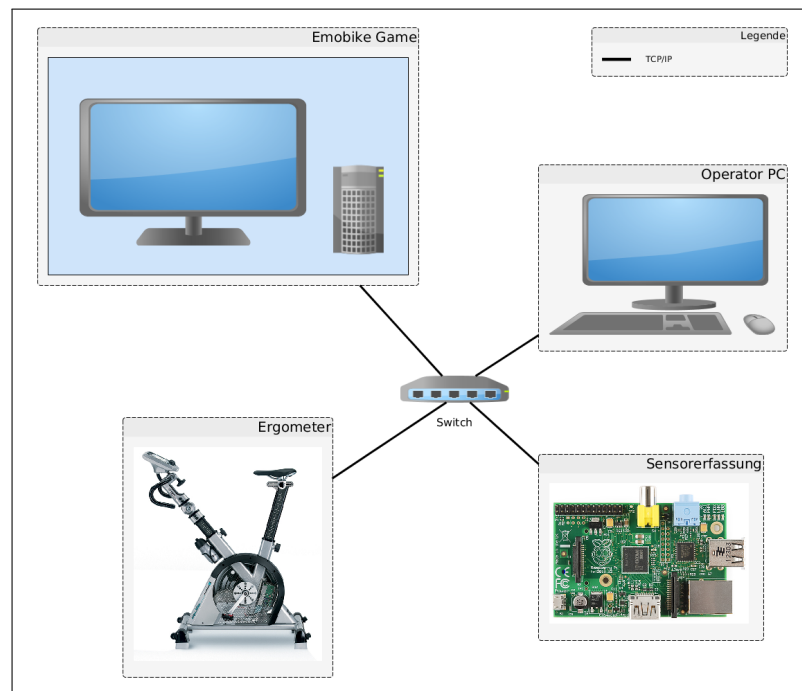 Emobike Game
Legende
TCP/IP
Operator PC
Switch
Ergometer
Sensorerfassung